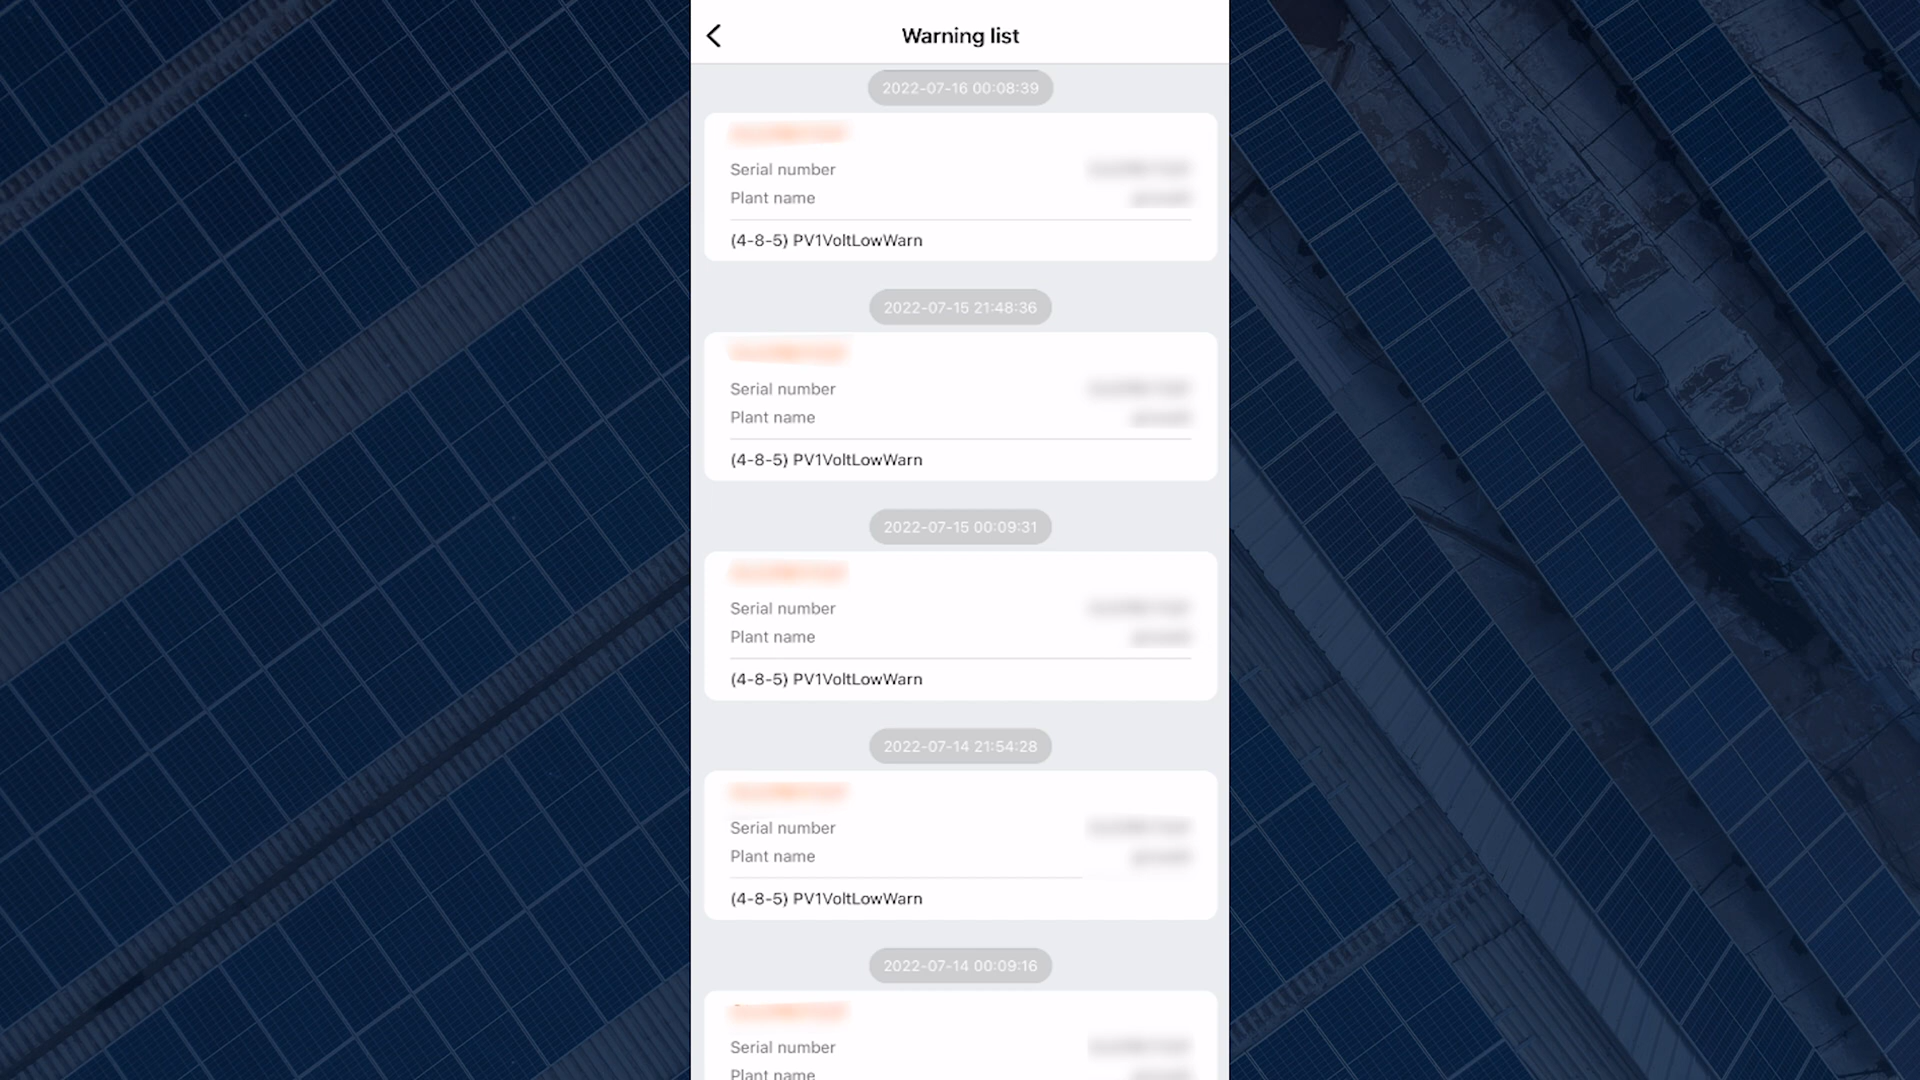 Warning list
2022-07-16 00:08:39
Serial number
Plant name
(4-8-5) PV1VoltLowWarn
2022-07-15 21:48:36
Serial number
Plant name
(4-8-5) PV1VoltLowWarn
2022-07-15 00:09:31
Serial number
Plant name
(4-8-5) PV1VoltLowWarn
2022-07-14 21:54:28
Serial number
Plant name
(4-8-5) PV1VoltLowWarn
2022-07-14 00:09:16
Serial number
Plant name